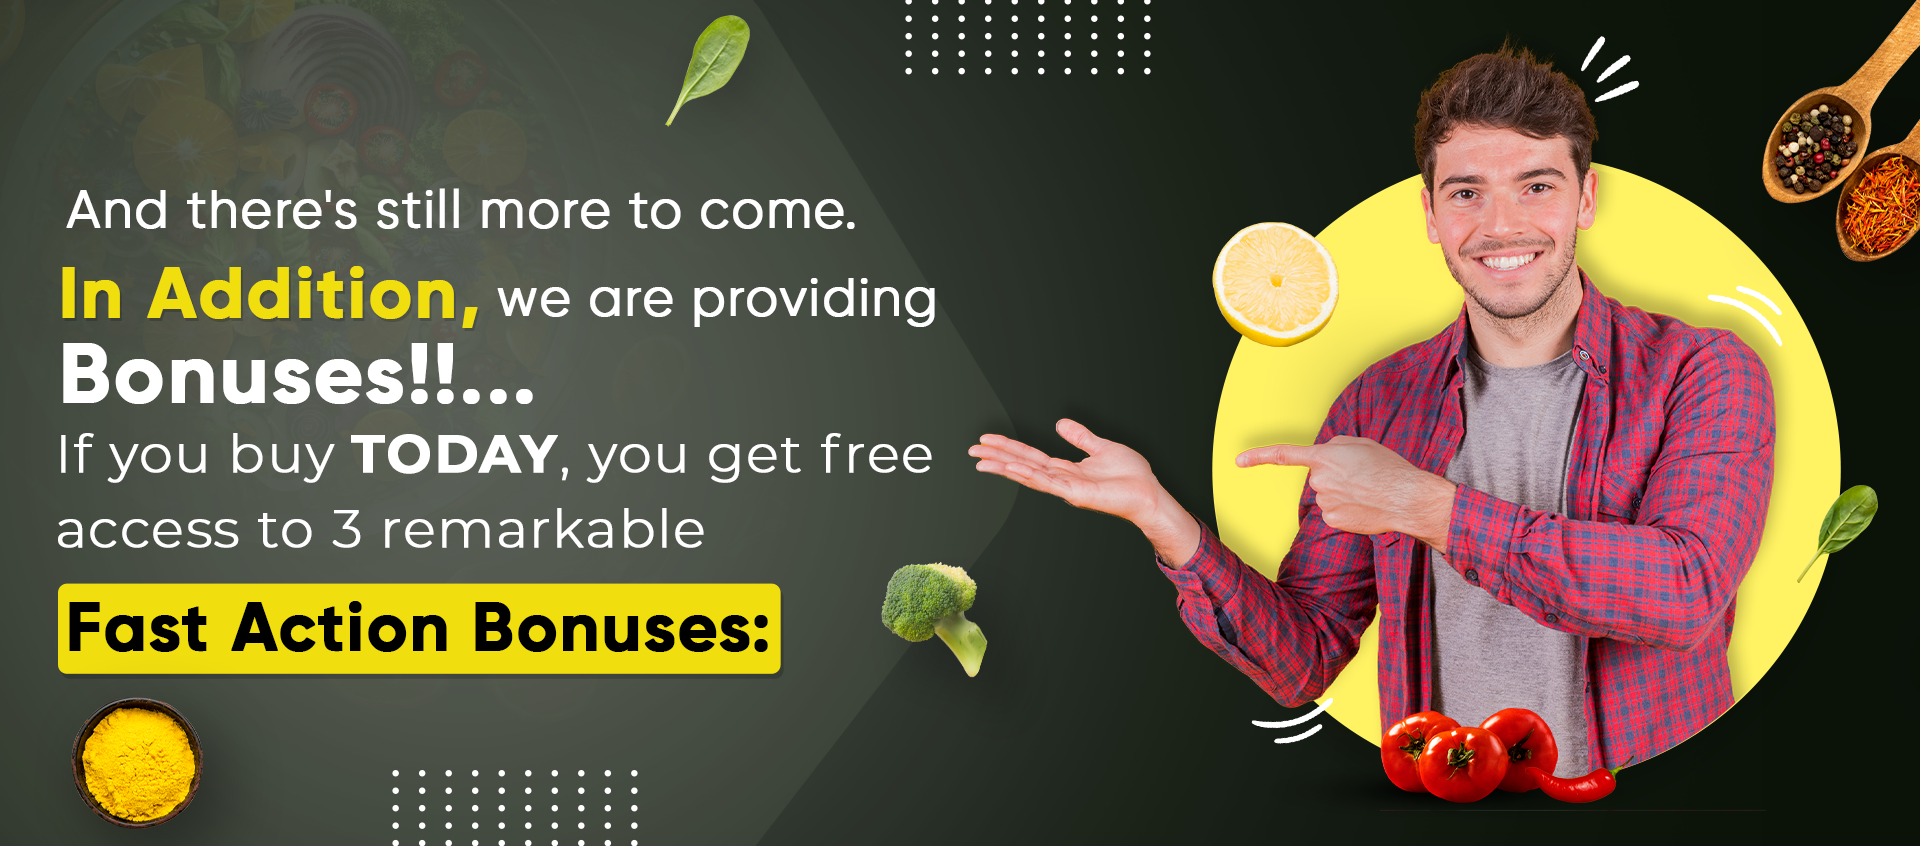 And there's still more to come.
In Addition, we are providing
Bonuses!!...
If you buy TODAY, you get free
access to 3 remarkable
Fast Action Bonuses: